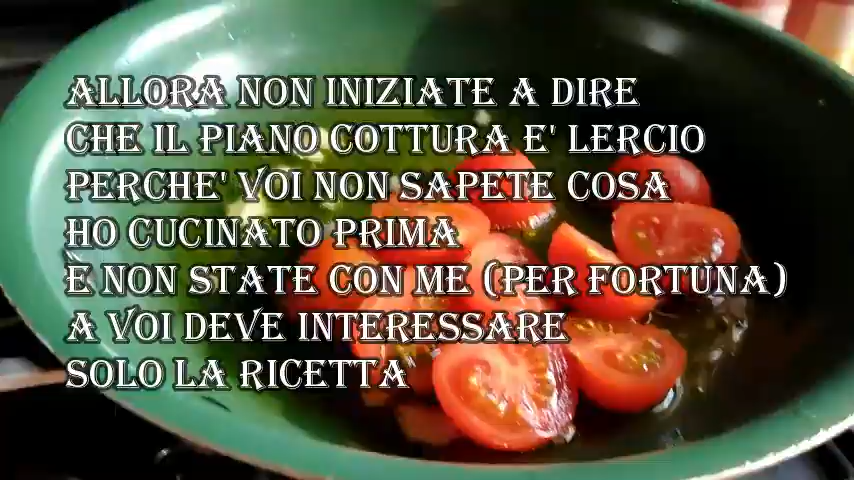 ALLORA NON INIZIATE A DIRE
CHE IL PIANO COTTURA E' LERCIO
PERCHE' VOI NON SAPETE COSA
HO CUCINATO PRIMA
E NON STATE CON ME (PER FORTUNA)
A VOI DEVE INTERESSARE
SOLO LA RICETTA